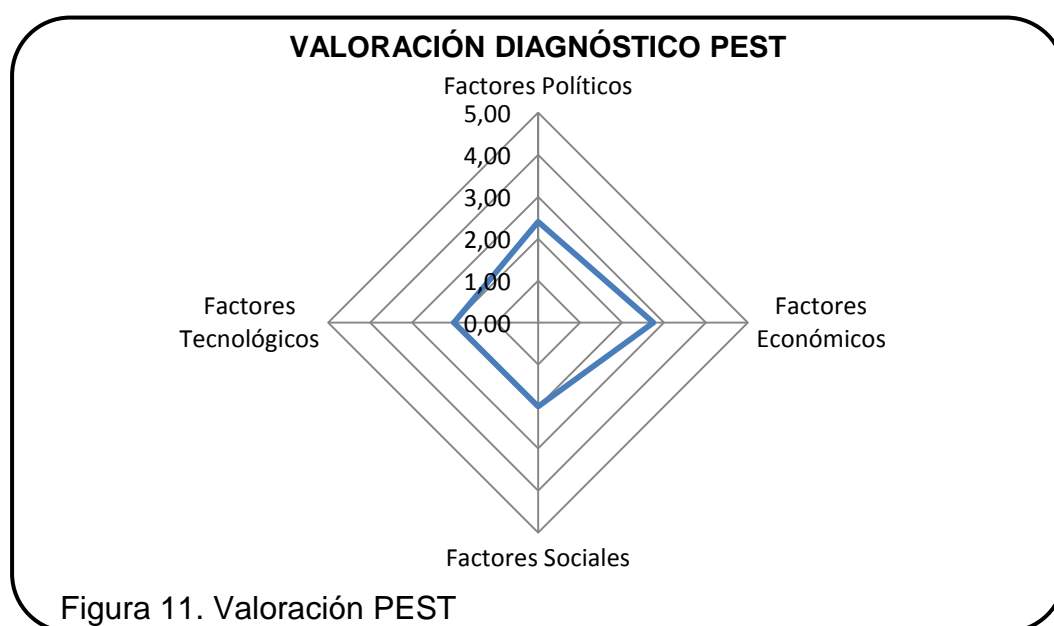 VALORACIÓN DIAGNÓSTICO PEST
Factores Políticos
5,00
4,00
3,00
2,00
1,00
0,00
Factores
Tecnológicos
Factores
Económicos
Factores Sociales
Figura 11. Valoración PEST